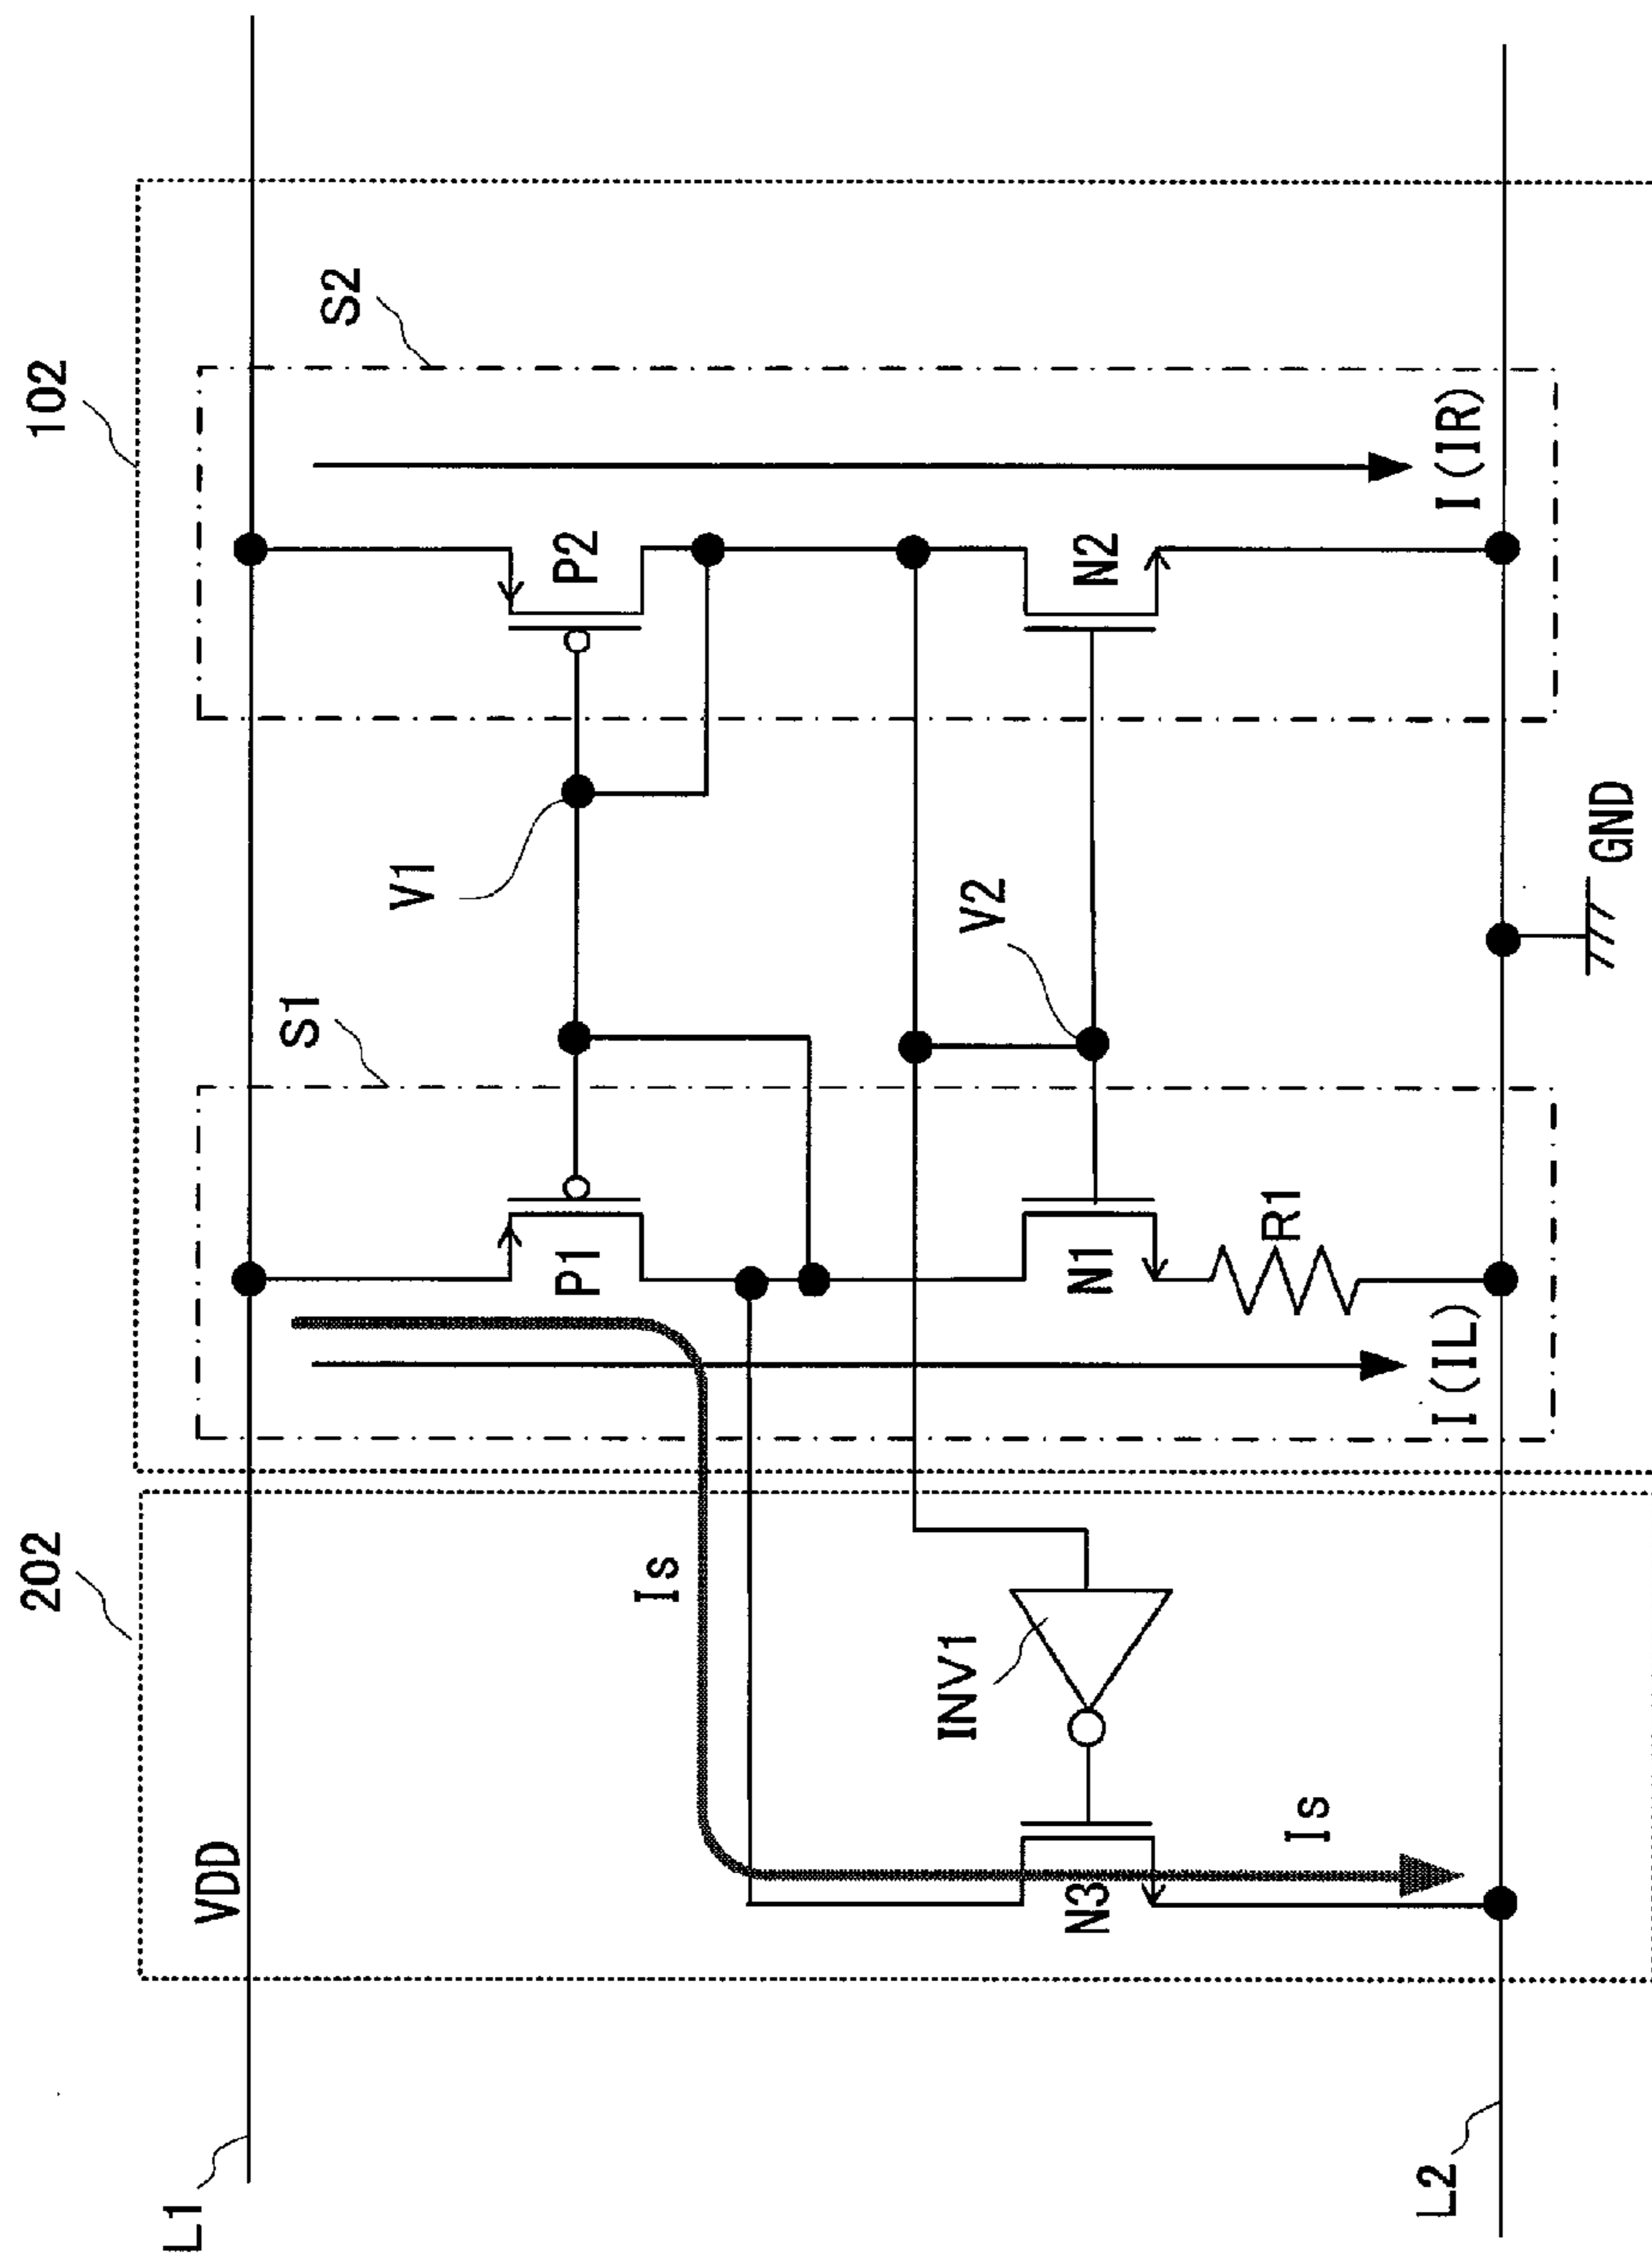 102
202
S2
S1
VDD
L1
P2
V1
P1
Is
N2
V2
N1
INV1
N3
R1
Is
I(IR)
I(IL)
GND
L2